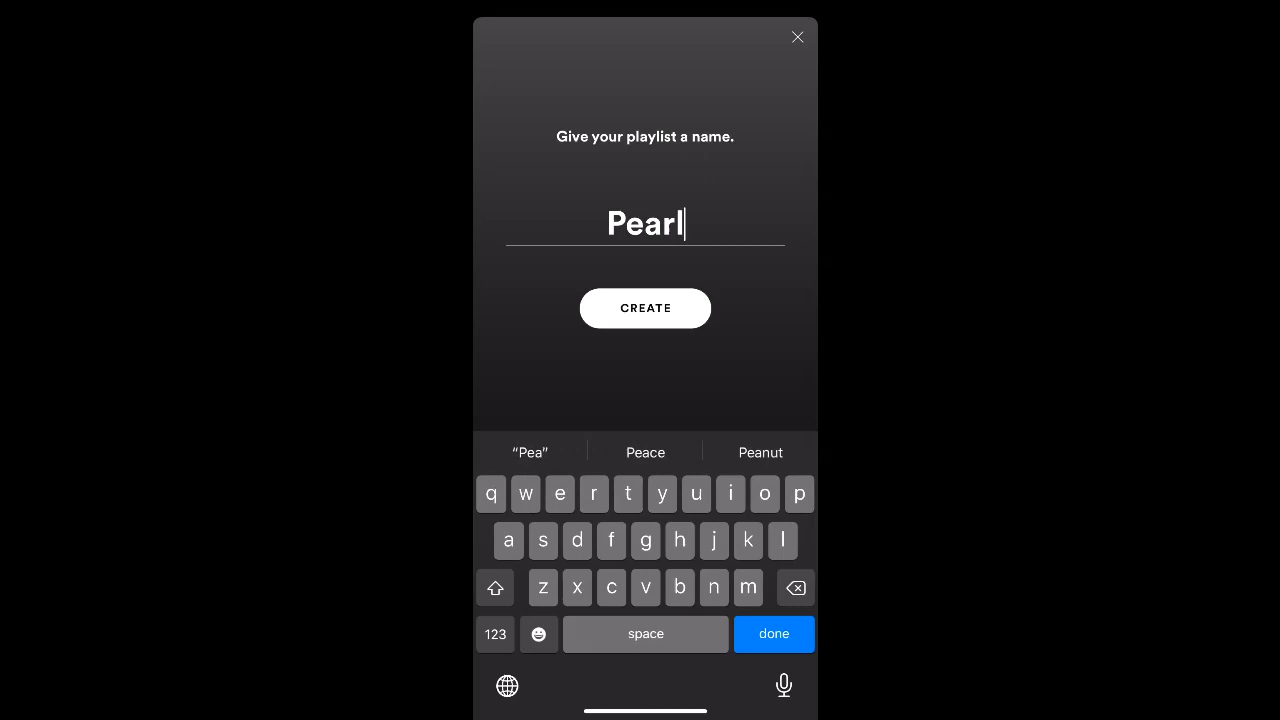 Give your playlist a name.
Pearl
CREATE
“Pea” Peace Peanut
q w e r t y u i o p
a s d f g h j k l
z x c v b n m
123 space done